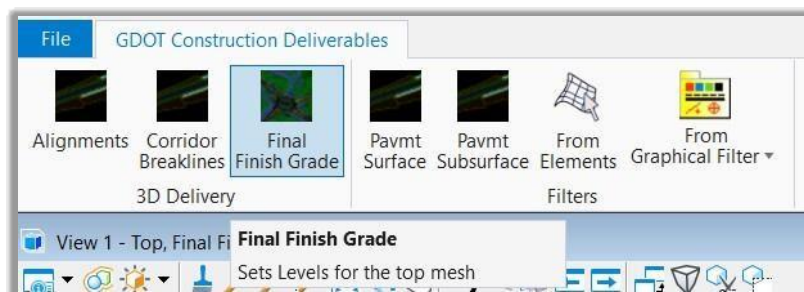 File GDOT Construction Deliverables
Alignments Corridor Breaklines Final Finish Grade Pavmt Surface Pavmt Subsurface From Elements From Graphical Filter
3D Delivery Filters
View 1 - Top, Final Fi
Final Finish Grade
Sets Levels for the top mesh